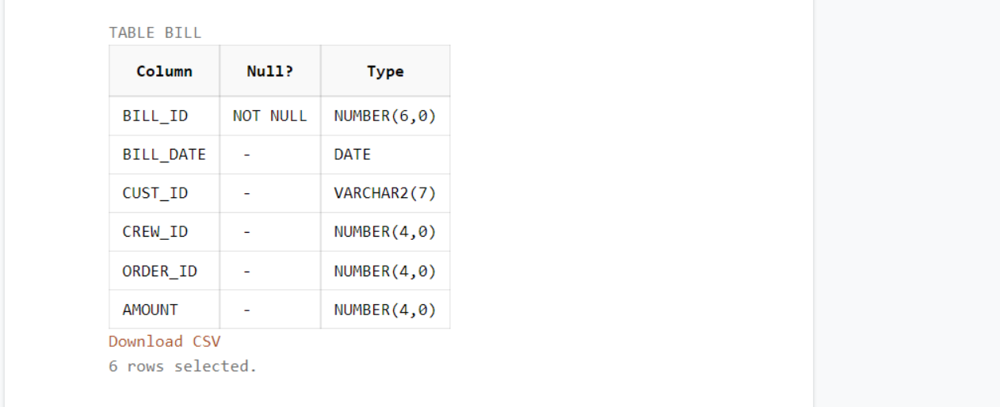 TABLE BILL
Column Null? Type
BILL_ID NOT NULL NUMBER(6,0)
BILL_DATE - DATE
CUST_ID - VARCHAR2(7)
CREW_ID - NUMBER(4,0)
ORDER_ID - NUMBER(4,0)
AMOUNT - NUMBER(4,0)
Download CSV
6 rows selected.